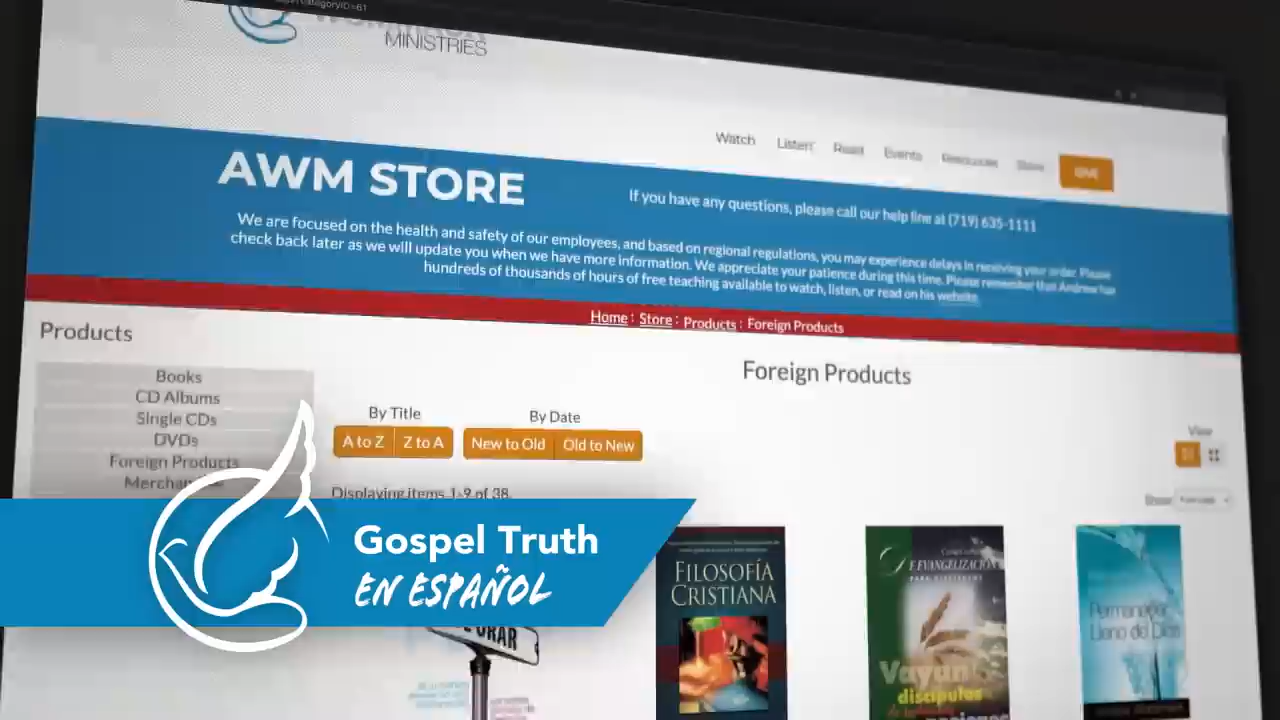 MINISTRIES
Watch Listen Read Events Resources Store GIVE
AWM STORE
If you have any questions, please call our help line at (719) 635-1111
We are focused on the health and safety of our employees, and based on regional regulations, you may experience delays in receiving your order. Please
check back later as we will update you when we have more information. We appreciate your patience during this time. Please remember that Andrew has
hundreds of thousands of hours of free teaching available to watch, listen, or read on his website.
Home : Store : Products : Foreign Products
Products
Foreign Products
Books
CD Albums
Single CDs
DVDs
Foreign Products
By Title
A to Z Z to A
By Date
New to Old Old to New
View
Displaying items 1-9 of 38.
Show
Gospel Truth
EN ESPAÑOL
FILOSOFÍA
CRISTIANA
EVANGELIZACIÓN
Vayan
discipulos
naciones
Lleno de Dios
ORAR